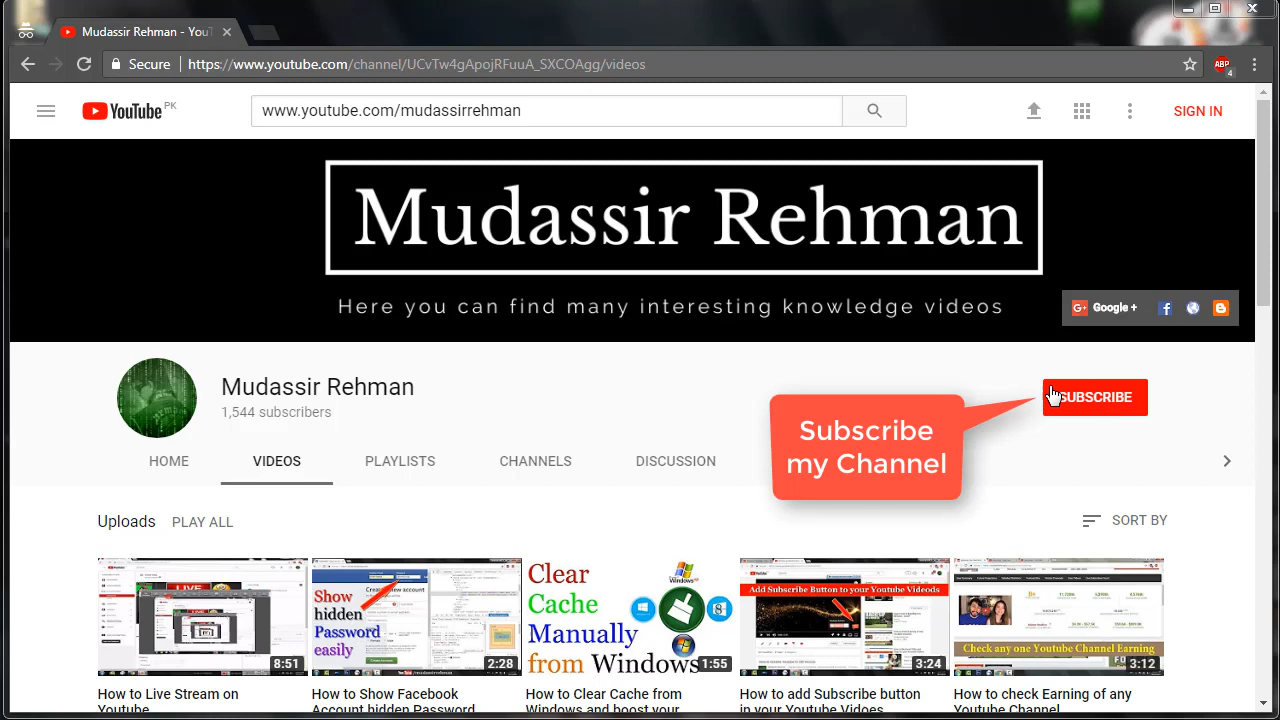 Mudassir Rehman - YouT
Secure https://www.youtube.com/channel/UCvTw4gApojRFuuA_SXCOAgg/videos
ABP
4
YouTube PK
www.youtube.com/mudassirrehman
SIGN IN
Mudassir Rehman
Here you can find many interesting knowledge videos
Google +
Mudassir Rehman
1,544 subscribers
SUBSCRIBE
Subscribe
my Channel
HOME VIDEOS PLAYLISTS CHANNELS DISCUSSION
Uploads PLAY ALL
SORT BY
Show
hidden
Password
easily
Clear
Cache
Manually
from Windows
Add Subscribe Button to your Youtube Videos
Check any one Youtube Channel Earning
8:51
2:28
1:55
3:24
3:12
How to Live Stream on
Youtube
How to Show Facebook
Account hidden Password
How to Clear Cache from
Windows and boost your
How to add Subscribe button
in your Youtube Videoes
How to check Earning of any
Youtube Channel